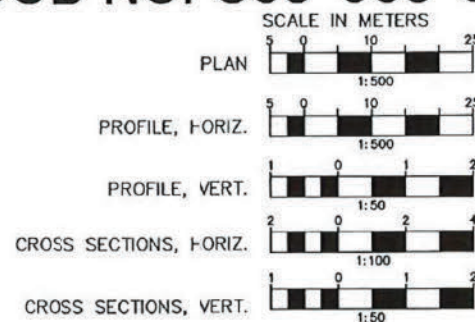 SCALE IN METERS
5 0 10 25
PLAN
1:500
5 0 10 25
PROFILE, HORIZ.
1:500
1 0 1 2
PROFILE, VERT.
1:50
2 0 2 4
CROSS SECTIONS, HORIZ.
1:100
1 0 1 2
CROSS SECTIONS, VERT.
1:50